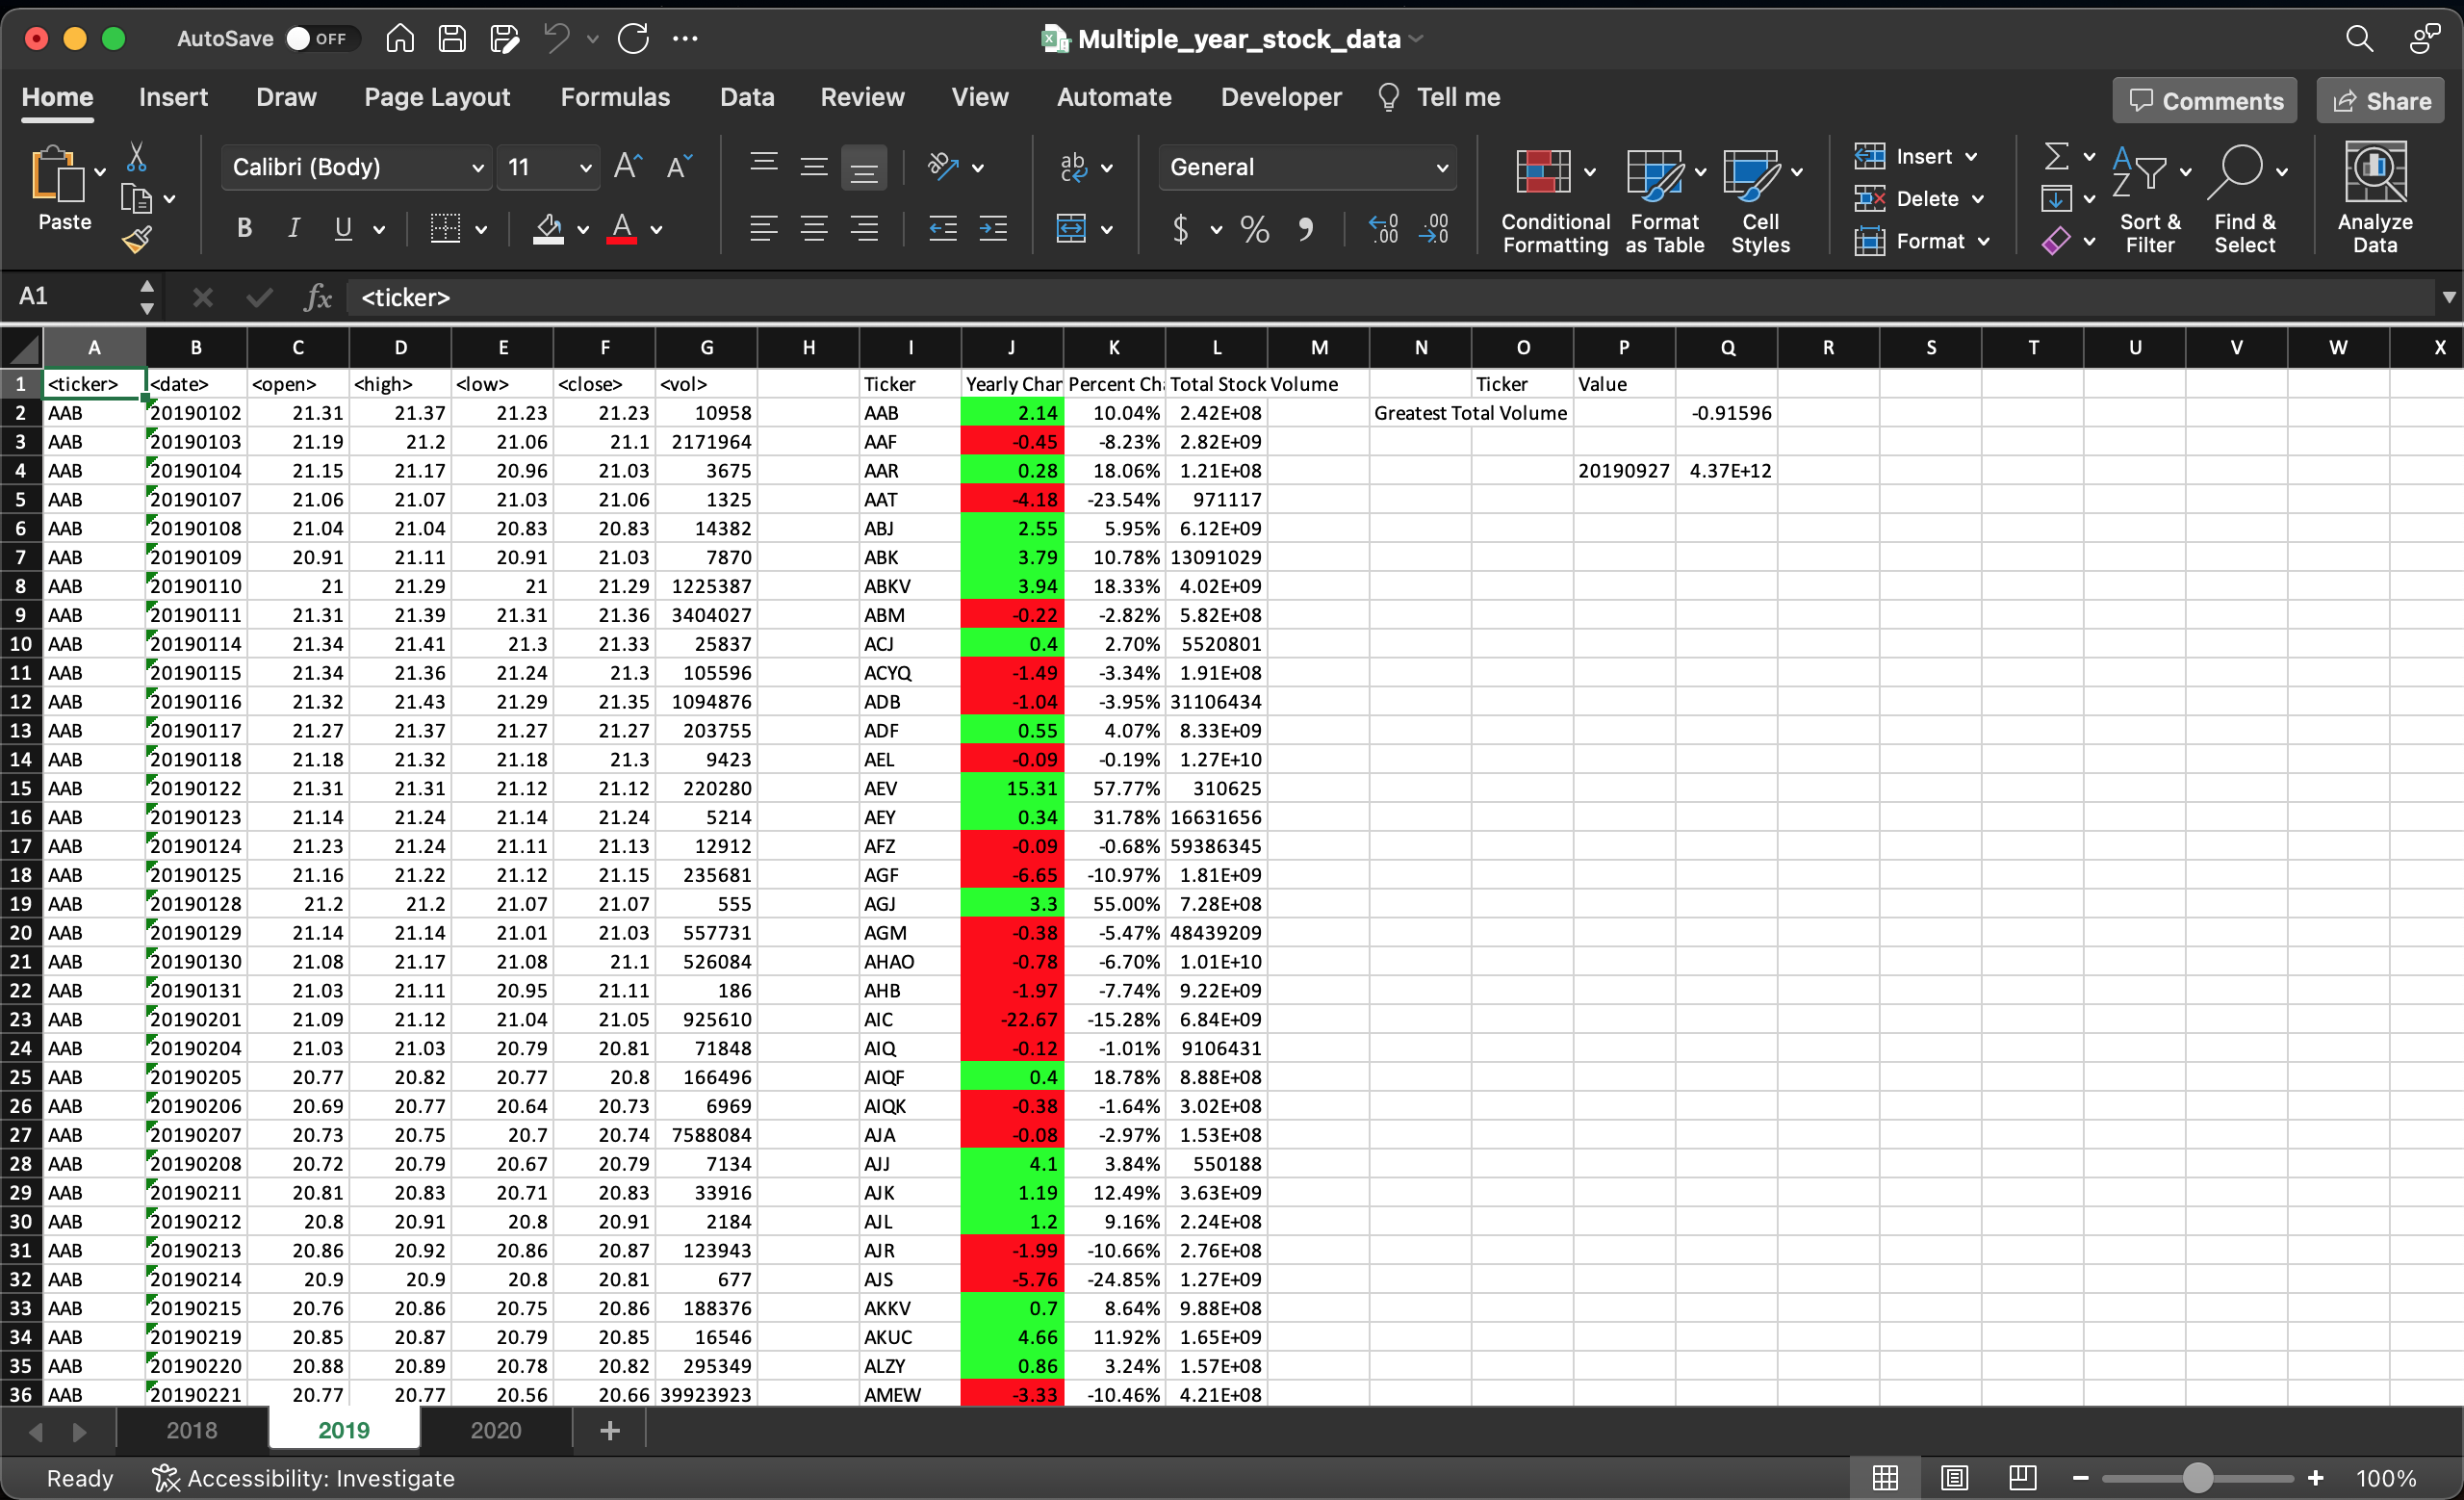 AutoSave OFF Multiple_year_stock_data
Home Insert Draw Page Layout Formulas Data Review View Automate Developer Tell me Comments Share
Paste Calibri (Body) 11 General Conditional Formatting Format as Table Cell Styles Insert Delete Format Sort & Filter Find & Select Analyze Data
A1 fx <ticker>
A B C D E F G H I J K L M N O P Q R S T U V W X
1 <ticker> <date> <open> <high> <low> <close> <vol> Ticker Yearly Char Percent Ch Total Stock Volume Ticker Value
2 AAB 20190102 21.31 21.37 21.23 21.23 10958 AAB 2.14 10.04% 2.42E+08 Greatest Total Volume -0.91596
3 AAB 20190103 21.19 21.2 21.06 21.1 2171964 AAF -0.45 -8.23% 2.82E+09
4 AAB 20190104 21.15 21.17 20.96 21.03 3675 AAR 0.28 18.06% 1.21E+08 20190927 4.37E+12
5 AAB 20190107 21.06 21.07 21.03 21.06 1325 AAT -4.18 -23.54% 971117
6 AAB 20190108 21.04 21.04 20.83 20.83 14382 ABJ 2.55 5.95% 6.12E+09
7 AAB 20190109 20.91 21.11 20.91 21.03 7870 ABK 3.79 10.78% 13091029
8 AAB 20190110 21 21.29 21 21.29 1225387 ABKV 3.94 18.33% 4.02E+09
9 AAB 20190111 21.31 21.39 21.31 21.36 3404027 ABM -0.22 -2.82% 5.82E+08
10 AAB 20190114 21.34 21.41 21.3 21.33 25837 ACJ 0.4 2.70% 5520801
11 AAB 20190115 21.34 21.36 21.24 21.3 105596 ACYQ -1.49 -3.34% 1.91E+08
12 AAB 20190116 21.32 21.43 21.29 21.35 1094876 ADB -1.04 -3.95% 31106434
13 AAB 20190117 21.27 21.37 21.27 21.27 203755 ADF 0.55 4.07% 8.33E+09
14 AAB 20190118 21.18 21.32 21.18 21.3 9423 AEL -0.09 -0.19% 1.27E+10
15 AAB 20190122 21.31 21.31 21.12 21.12 220280 AEV 15.31 57.77% 310625
16 AAB 20190123 21.14 21.24 21.14 21.24 5214 AEY 0.34 31.78% 16631656
17 AAB 20190124 21.23 21.24 21.11 21.13 12912 AFZ -0.09 -0.68% 59386345
18 AAB 20190125 21.16 21.22 21.12 21.15 235681 AGF -6.65 -10.97% 1.81E+09
19 AAB 20190128 21.2 21.2 21.07 21.07 555 AGJ 3.3 55.00% 7.28E+08
20 AAB 20190129 21.14 21.14 21.01 21.03 557731 AGM -0.38 -5.47% 48439209
21 AAB 20190130 21.08 21.17 21.08 21.1 526084 AHAO -0.78 -6.70% 1.01E+10
22 AAB 20190131 21.03 21.11 20.95 21.11 186 AHB -1.97 -7.74% 9.22E+09
23 AAB 20190201 21.09 21.12 21.04 21.05 925610 AIC -22.67 -15.28% 6.84E+09
24 AAB 20190204 21.03 21.03 20.79 20.81 71848 AIQ -0.12 -1.01% 9106431
25 AAB 20190205 20.77 20.82 20.77 20.8 166496 AIQF 0.4 18.78% 8.88E+08
26 AAB 20190206 20.69 20.77 20.64 20.73 6969 AIQK -0.38 -1.64% 3.02E+08
27 AAB 20190207 20.73 20.75 20.7 20.74 7588084 AJA -0.08 -2.97% 1.53E+08
28 AAB 20190208 20.72 20.79 20.67 20.79 7134 AJJ 4.1 3.84% 550188
29 AAB 20190211 20.81 20.83 20.71 20.83 33916 AJK 1.19 12.49% 3.63E+09
30 AAB 20190212 20.8 20.91 20.8 20.91 2184 AJL 1.2 9.16% 2.24E+08
31 AAB 20190213 20.86 20.92 20.86 20.87 123943 AJR -1.99 -10.66% 2.76E+08
32 AAB 20190214 20.9 20.9 20.8 20.81 677 AJS -5.76 -24.85% 1.27E+09
33 AAB 20190215 20.76 20.86 20.75 20.86 188376 AKKV 0.7 8.64% 9.88E+08
34 AAB 20190219 20.85 20.87 20.79 20.85 16546 AKUC 4.66 11.92% 1.65E+09
35 AAB 20190220 20.88 20.89 20.78 20.82 295349 ALZY 0.86 3.24% 1.57E+08
36 AAB 20190221 20.77 20.77 20.56 20.66 39923923 AMEW -3.33 -10.46% 4.21E+08
2018 2019 2020 +
Ready Accessibility: Investigate 100%